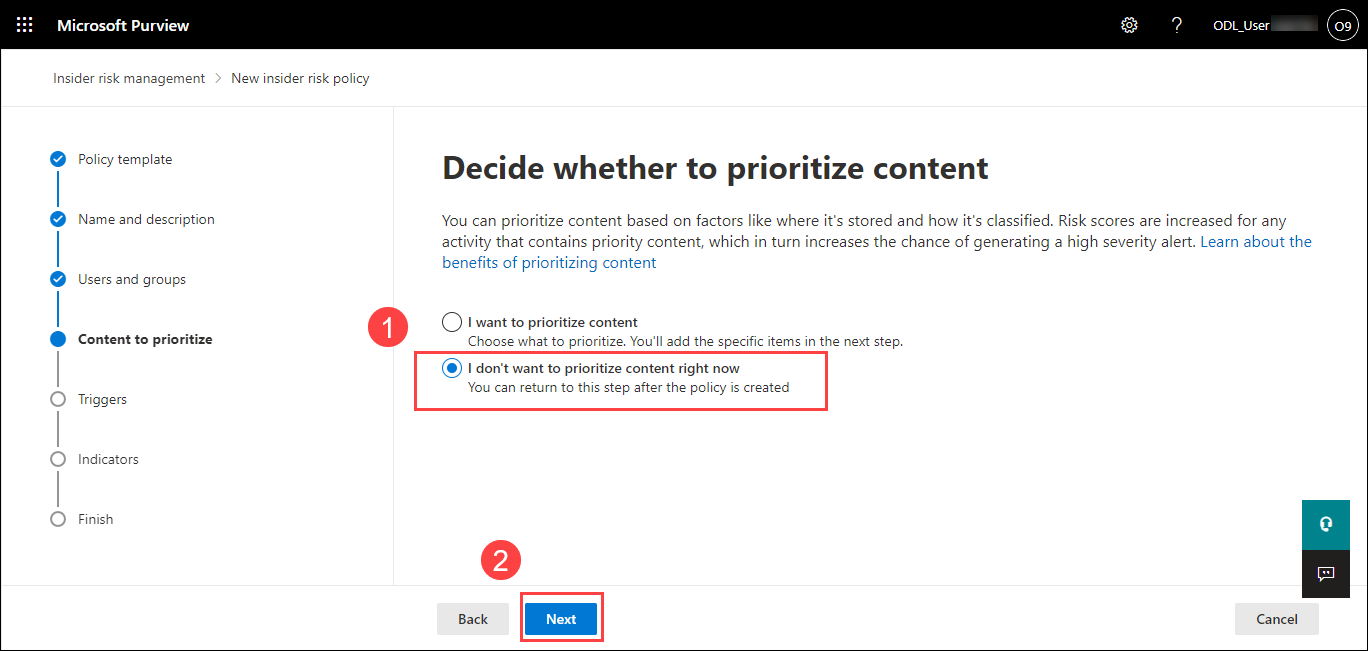 Microsoft Purview
? ODL_User O9
Insider risk management > New insider risk policy
Policy template
Name and description
Users and groups
Content to prioritize
Triggers
Indicators
Finish
Decide whether to prioritize content
You can prioritize content based on factors like where it's stored and how it's classified. Risk scores are increased for any
activity that contains priority content, which in turn increases the chance of generating a high severity alert. Learn about the
benefits of prioritizing content
1
I want to prioritize content
Choose what to prioritize. You'll add the specific items in the next step.
I don't want to prioritize content right now
You can return to this step after the policy is created
2
Back
Next
Cancel